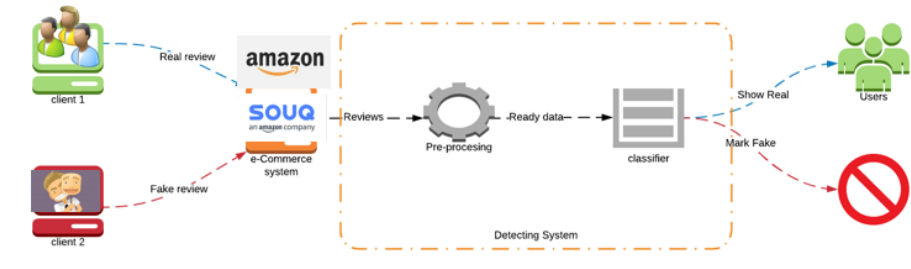 Real review
client 1
amazon
SOUQ
an amazon company
e-Commerce
system
Fake review
client 2
Reviews
Pre-procesing
Ready data
classifier
Detecting System
Show Real
Users
Mark Fake